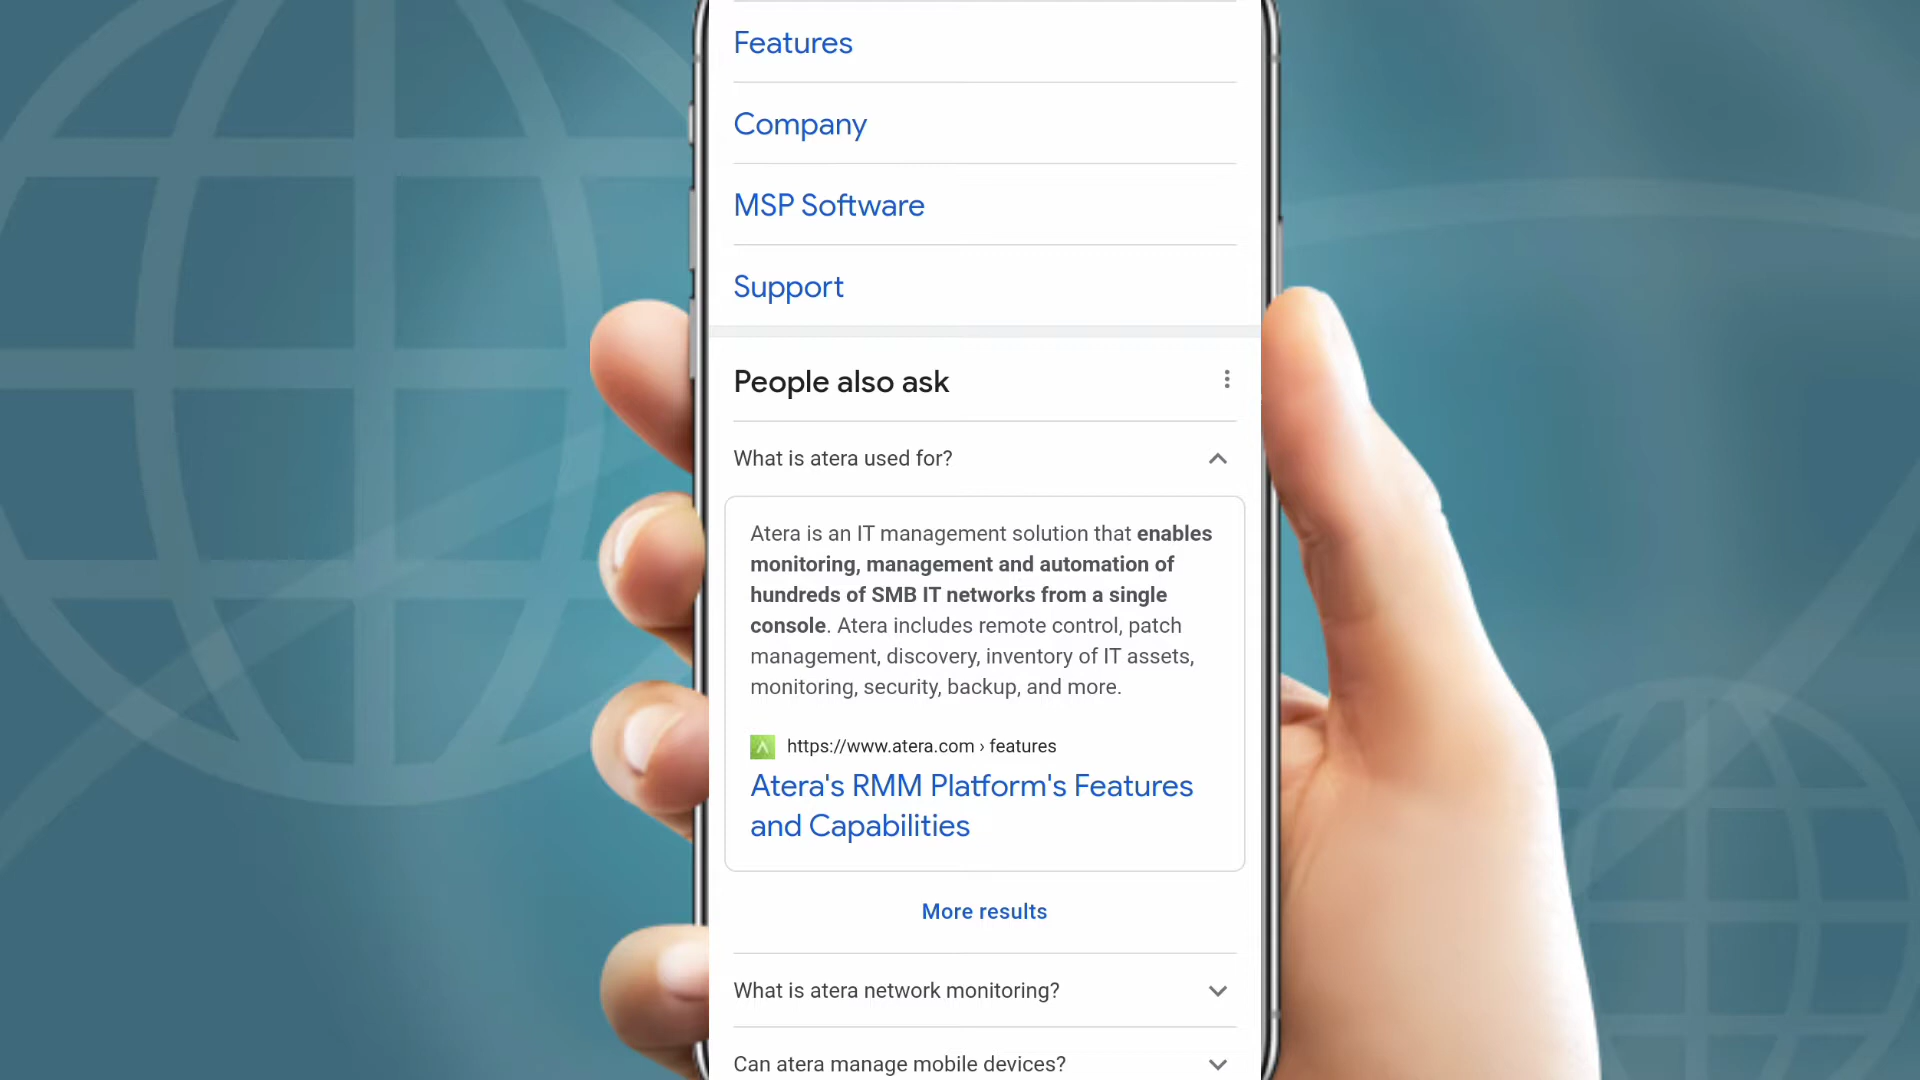 Features
Company
MSP Software
Support
People also ask
What is atera used for?
Atera is an IT management solution that enables
monitoring, management and automation of
hundreds of SMB IT networks from a single
console. Atera includes remote control, patch
management, discovery, inventory of IT assets,
monitoring, security, backup, and more.
https://www.atera.com › features
Atera's RMM Platform's Features
and Capabilities
More results
What is atera network monitoring?
Can atera manage mobile devices?